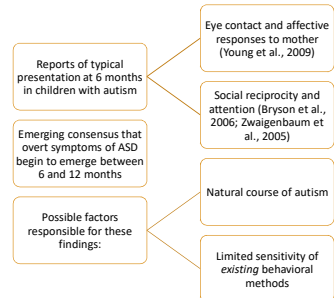 Reports of typical
presentation at 6 months
in children with autism
Eye contact and affective
responses to mother
(Young et al., 2009)
Social reciprocity and
attention (Bryson et al.,
2006; Zwaigenbaum et
al., 2005)
Emerging consensus that
overt symptoms of ASD
begin to emerge between
6 and 12 months
Possible factors
responsible for these
findings:
Natural course of autism
Limited sensitivity of
existing behavioral
methods